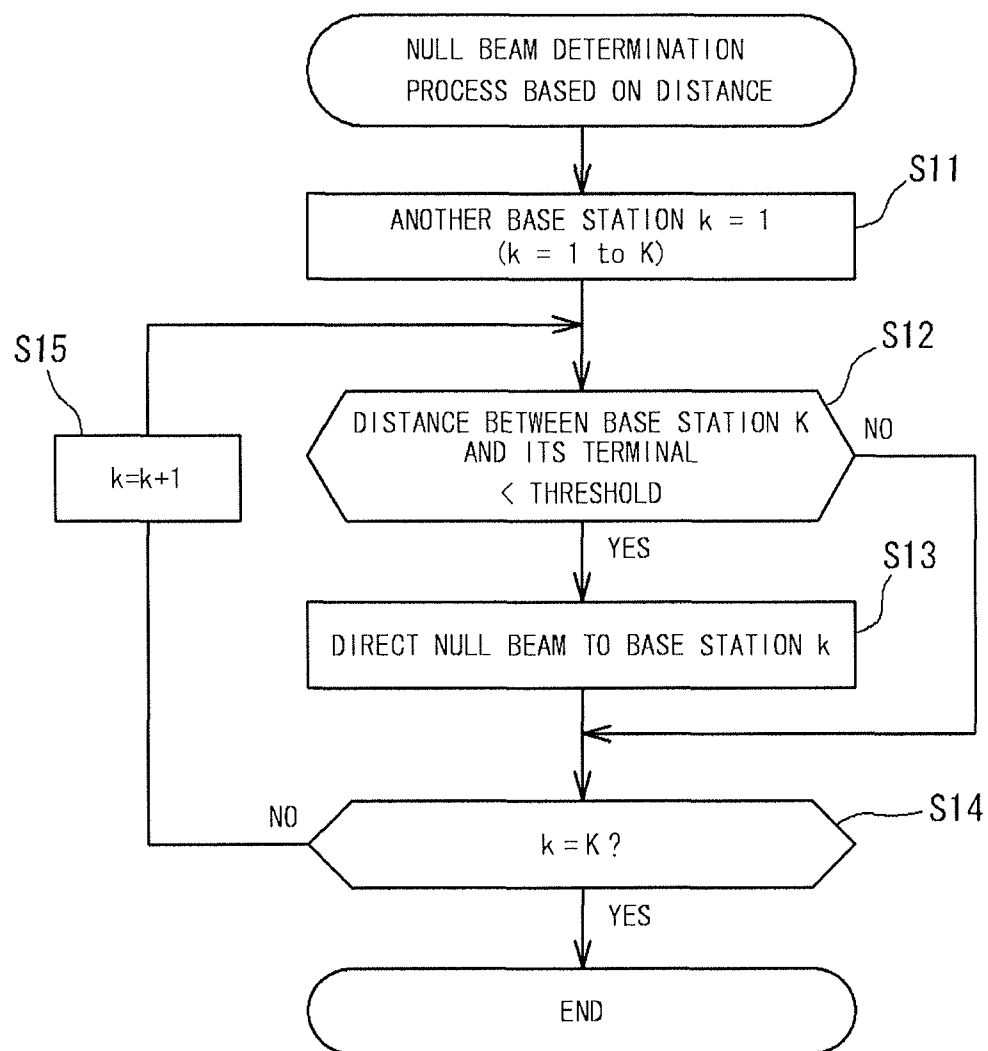 NULL BEAM DETERMINATION
PROCESS BASED ON DISTANCE
S11
ANOTHER BASE STATION k = 1
(k = 1 to K)
S15
k=k+1
S12
DISTANCE BETWEEN BASE STATION K
AND ITS TERMINAL
< THRESHOLD
NO
YES
S13
DIRECT NULL BEAM TO BASE STATION k
NO
S14
k = K ?
YES
END